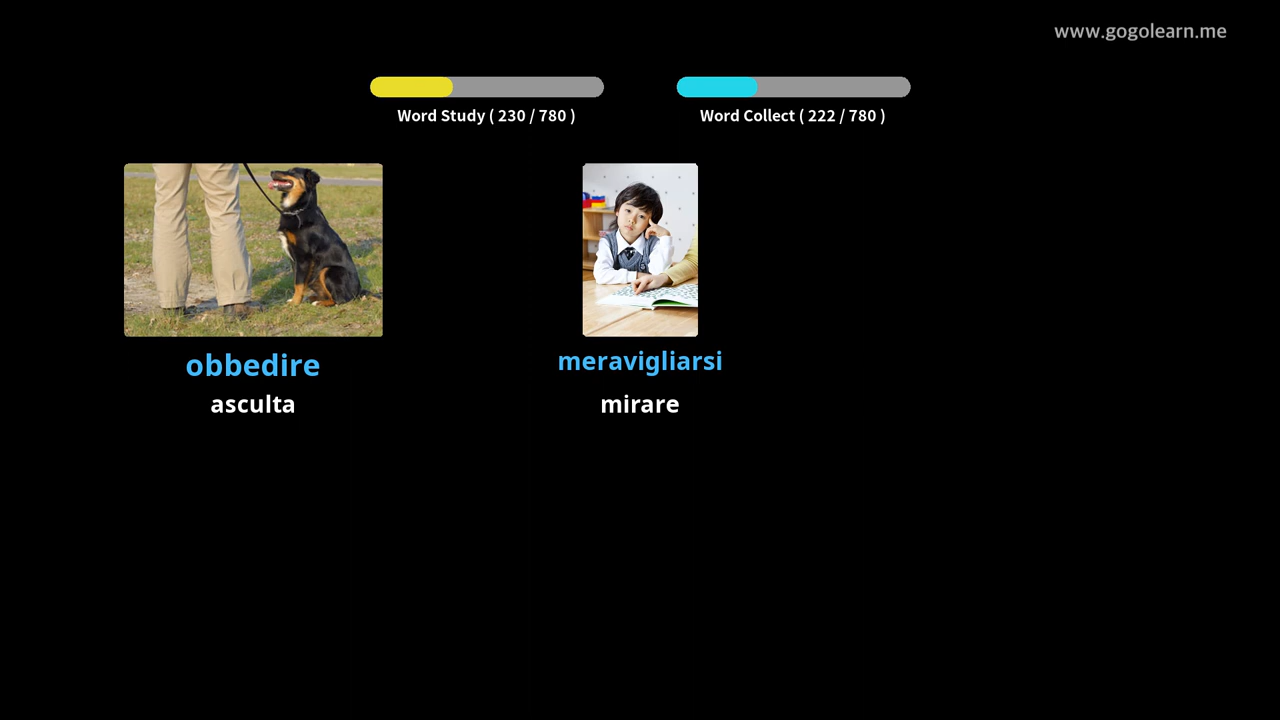 www.gogolearn.me
Word Study ( 230 / 780 )
Word Collect ( 222 / 780 )
obbedire
asculta
meravigliarsi
mirare